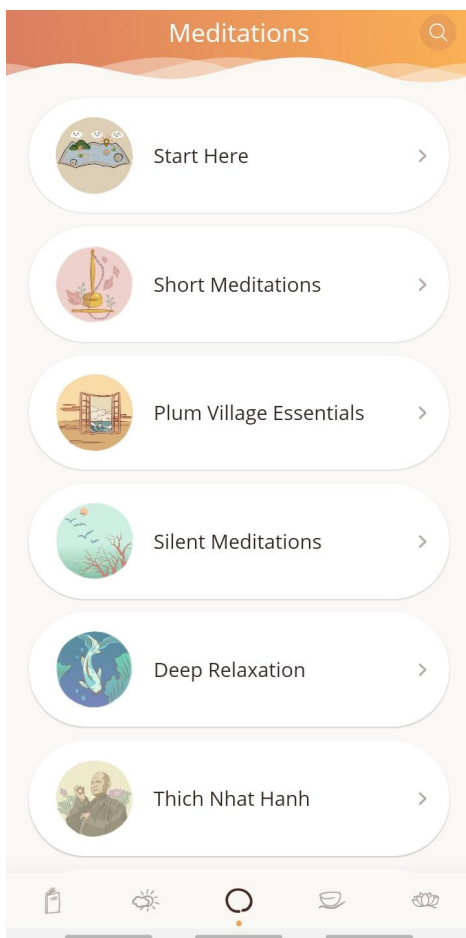 Meditations
Start Here
Short Meditations
Plum Village Essentials
Silent Meditations
Deep Relaxation
Thich Nhat Hanh